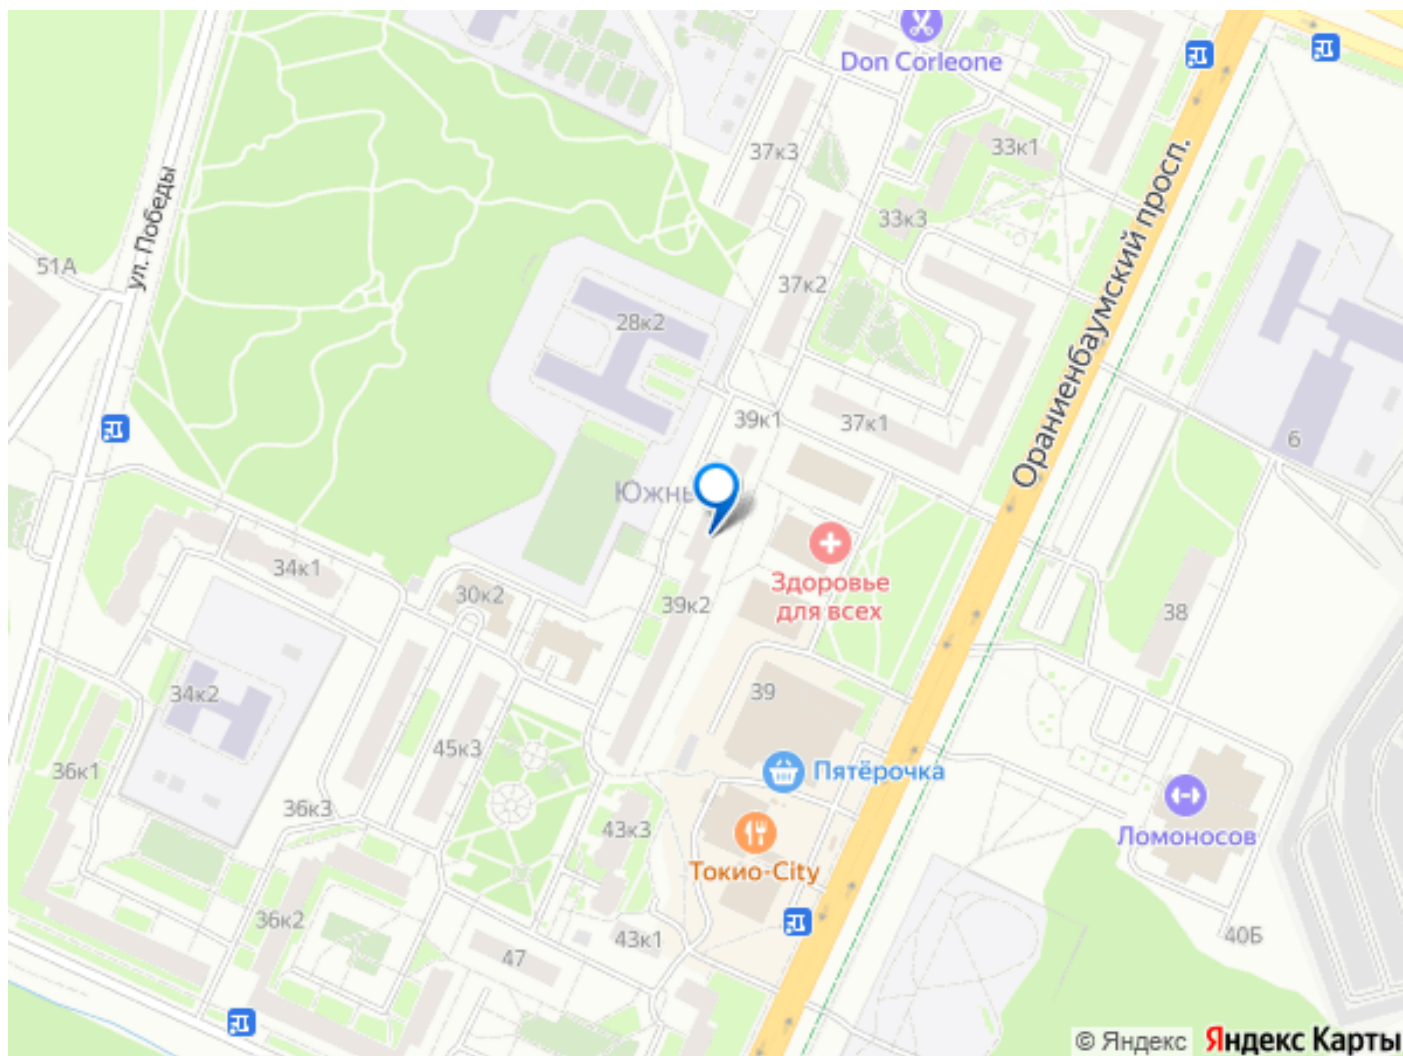 Don Corleone
33к1
37к3
33к3
Ораниенбаумский просп.
ул. Победы
51А
37к2
28к2
39к1
37к1
6
Южны
34к1
30к2
Здоровье
для всех
39к2
38
34к2
39
45к3
36к1
Пятёрочка
36к3
43к3
Ломоносов
Токио-City
36к2
43к1
47
40Б
© Яндекс Яндекс Карты